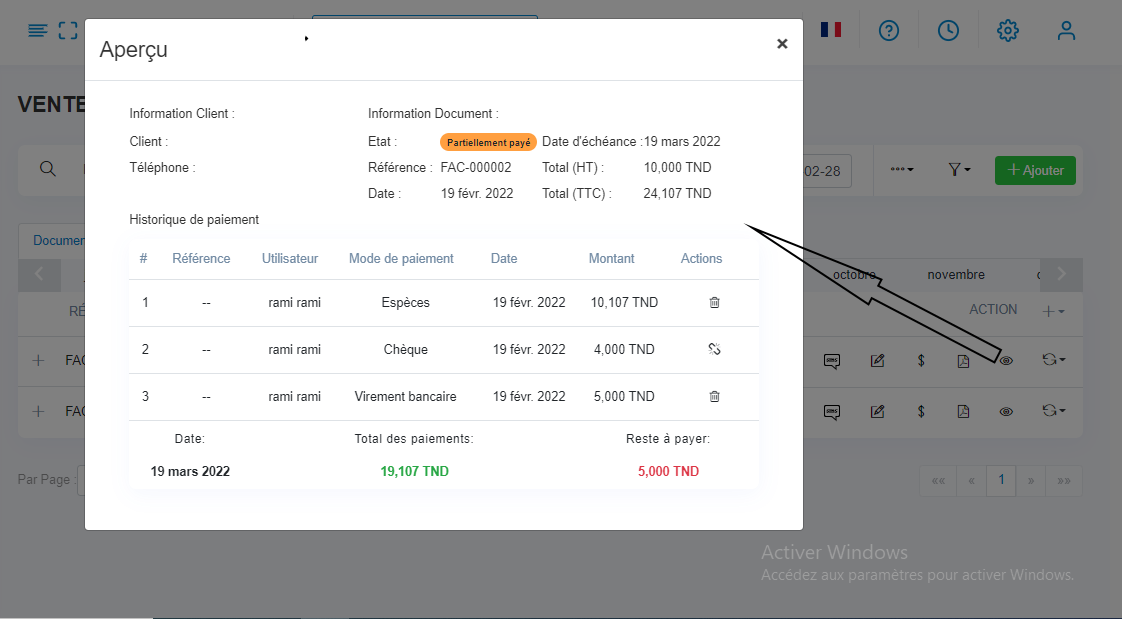 Aperçu
VENTE
Information Client :
Information Document :
Client :
Etat :
Partiellement payé
Date d'échéance :
19 mars 2022
Téléphone :
Référence :
FAC-000002
Total (HT) :
10,000 TND
02-28
Ajouter
Date :
19 févr. 2022
Total (TTC) :
24,107 TND
Historique de paiement
# Référence Utilisateur Mode de paiement Date Montant Actions
1 -- rami rami Espèces 19 févr. 2022 10,107 TND
2 -- rami rami Chèque 19 févr. 2022 4,000 TND
3 -- rami rami Virement bancaire 19 févr. 2022 5,000 TND
Date: Total des paiements: Reste à payer:
19 mars 2022 19,107 TND 5,000 TND
octobre novembre
ACTION
SMS $
SMS $
Par Page :
«« « 1 » »»
Activer Windows
Accédez aux paramètres pour activer Windows.